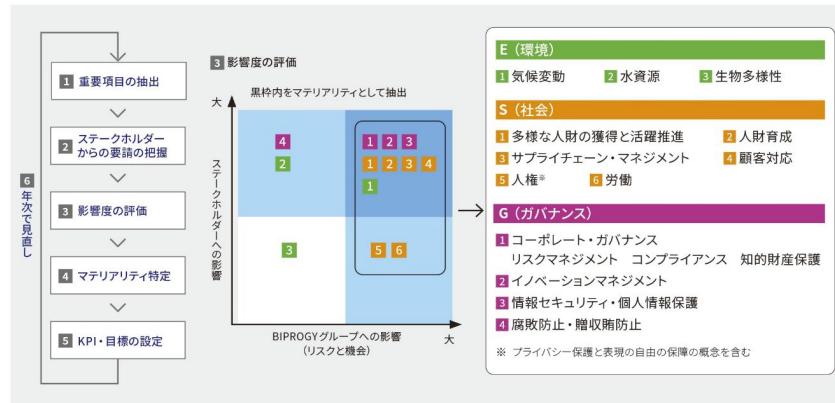 6 年次で見直し
1 重要項目の抽出
2 ステークホルダー
からの要請の把握
3 影響度の評価
4 マテリアリティ特定
5 KPI・目標の設定
3 影響度の評価
黒枠内をマテリアリティとして抽出
大
ステークホルダーへの影響
4 1 2 3
2 1 2 3 4
1
3 5 6
BIPROGYグループへの影響
(リスクと機会)
大
E(環境)
1 気候変動 2 水資源 3 生物多様性
S(社会)
1 多様な人財の獲得と活躍推進 2 人財育成
3 サプライチェーン・マネジメント 4 顧客対応
5 人権※ 6 労働
G(ガバナンス)
1 コーポレート・ガバナンス
リスクマネジメント コンプライアンス 知的財産保護
2 イノベーションマネジメント
3 情報セキュリティ・個人情報保護
4 腐敗防止・贈収賄防止
※ プライバシー保護と表現の自由の保障の概念を含む